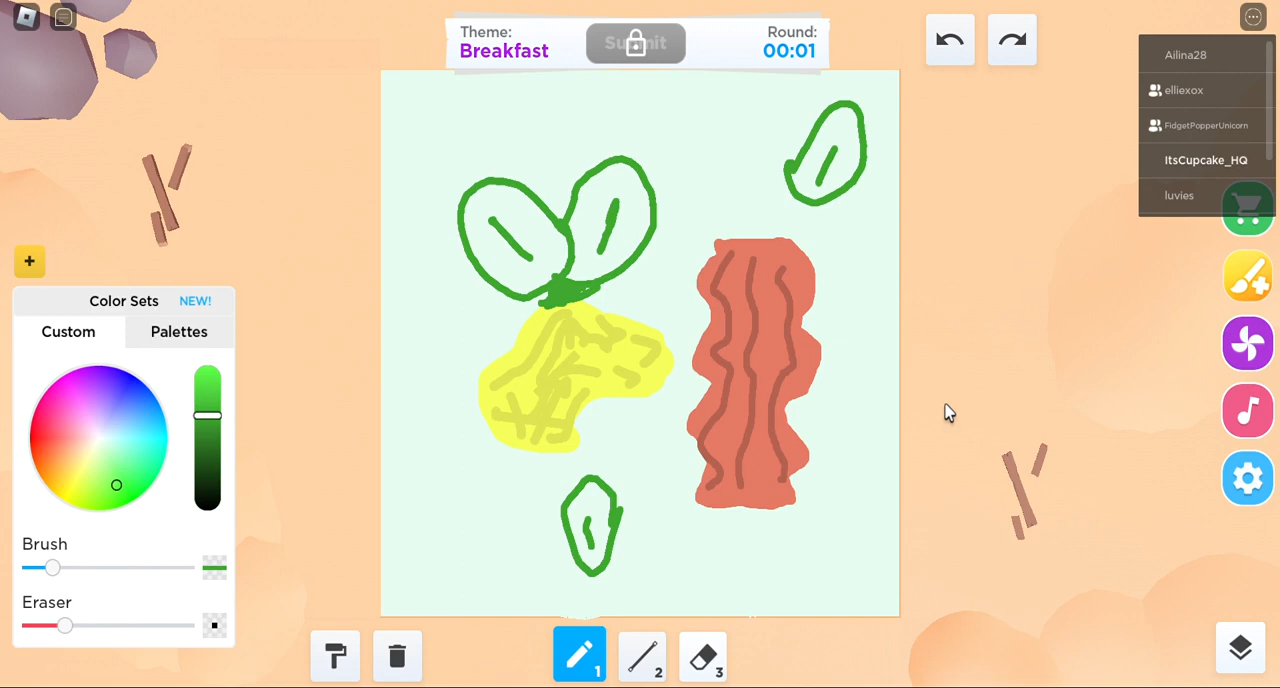 Theme:
Breakfast
Submit
Round:
00:01
Ailina28
elliexox
FidgetPopperUnicorn
ItsCupcake_HQ
luvies
+
Color Sets NEW!
Custom Palettes
Brush
Eraser
1
2
3